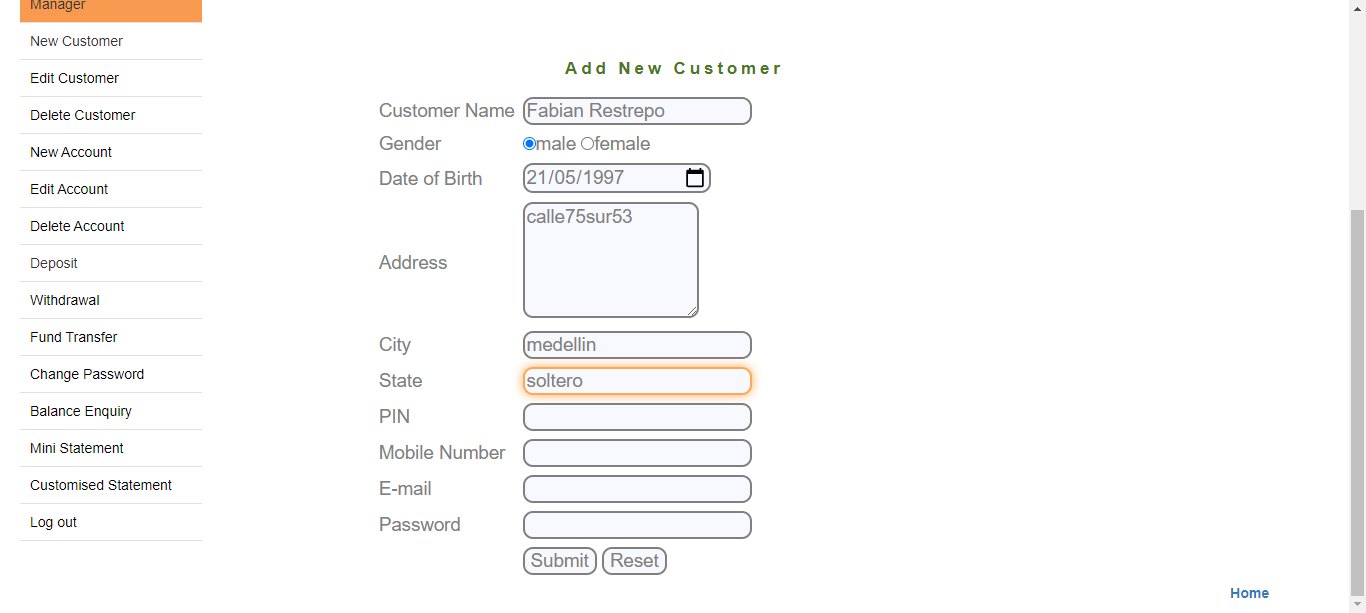 Manager
New Customer
Edit Customer
Delete Customer
New Account
Edit Account
Delete Account
Deposit
Withdrawal
Fund Transfer
Change Password
Balance Enquiry
Mini Statement
Customised Statement
Log out
Add New Customer
Customer Name Fabian Restrepo
Gender male female
Date of Birth 21/05/1997
Address calle75sur53
City medellin
State soltero
PIN
Mobile Number
E-mail
Password
Submit Reset
Home